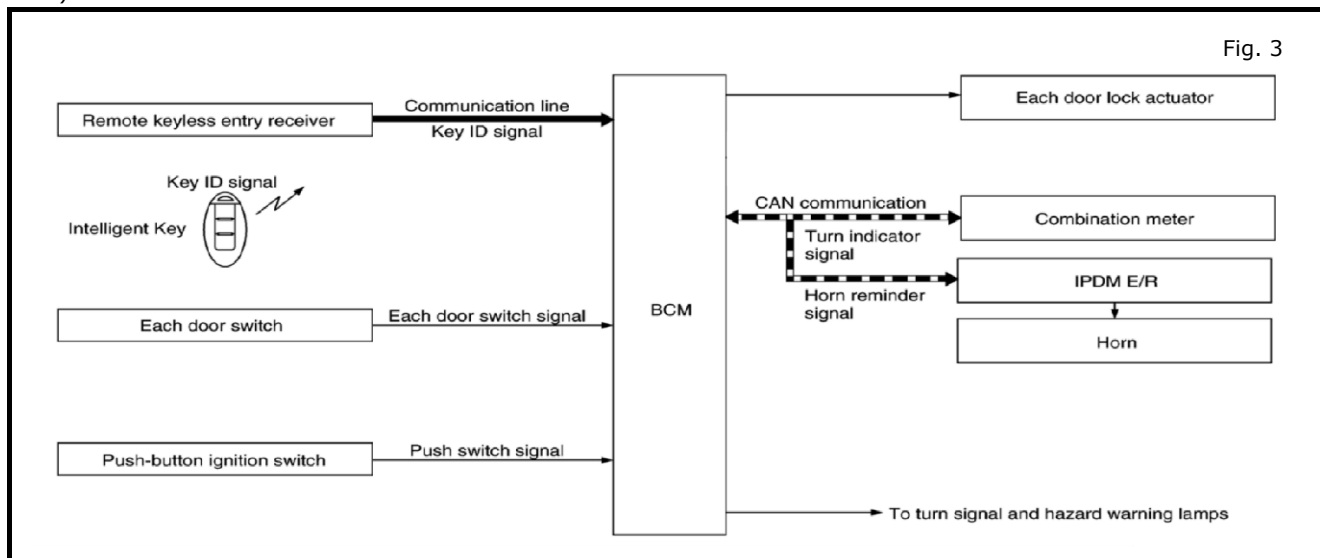 Fig. 3
Remote keyless entry receiver
Communication line
Key ID signal
Each door lock actuator
Key ID signal
Intelligent Key
CAN communication
Combination meter
Turn indicator
signal
IPDM E/R
Horn reminder
signal
Horn
Each door switch
Each door switch signal
BCM
Push-button ignition switch
Push switch signal
To turn signal and hazard warning lamps